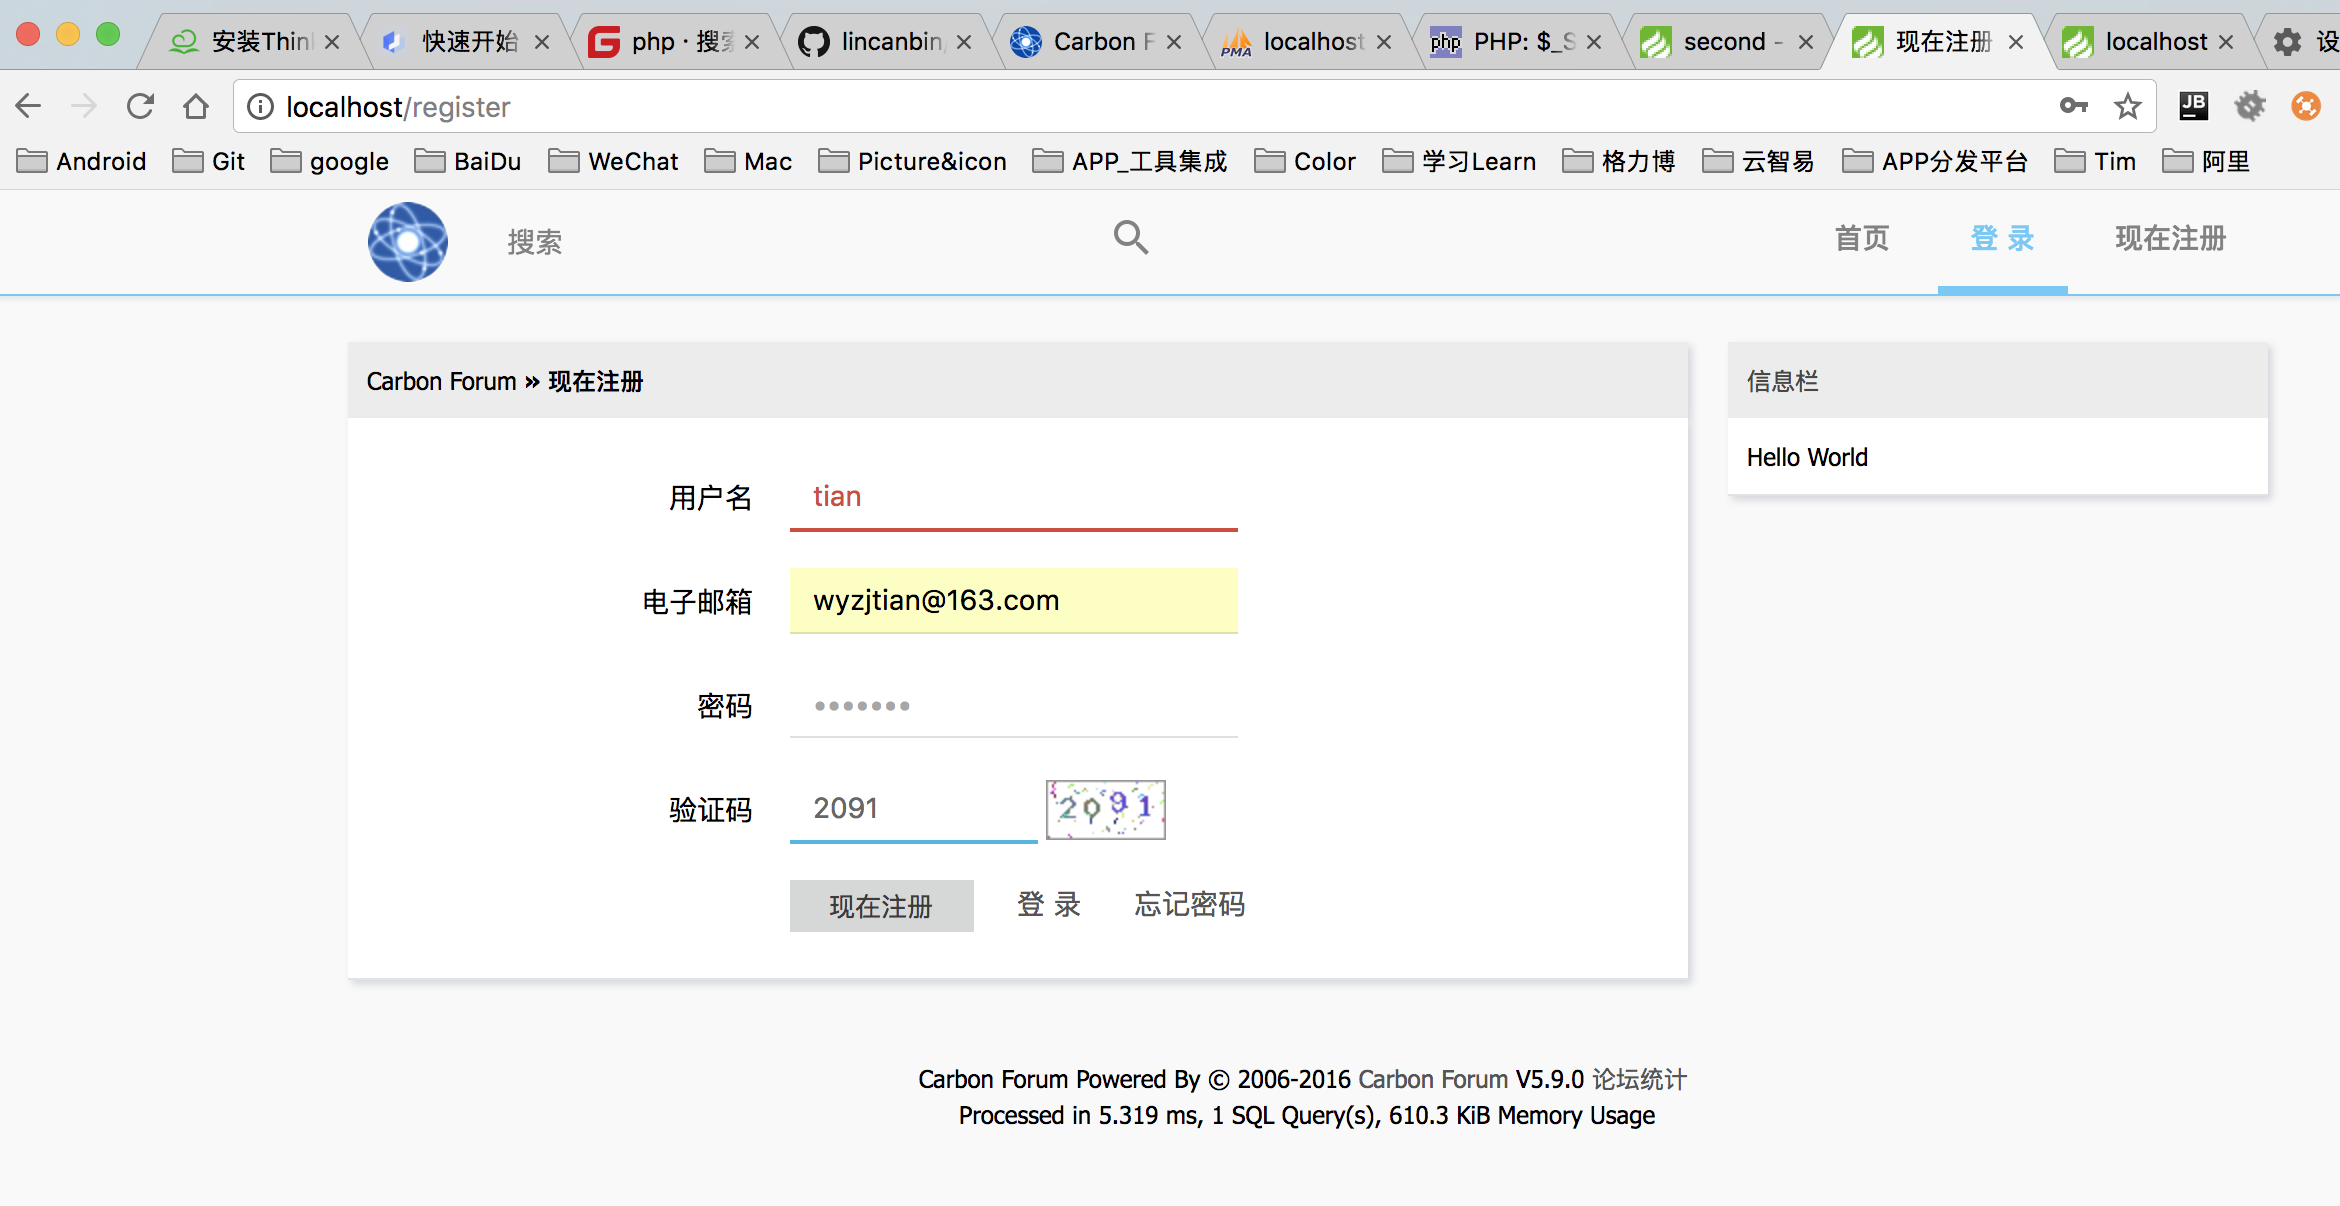 安装Thin
快速开始
php · 搜索
lincanbin,
Carbon F
localhost
PHP: $_S
second -
现在注册
localhost
设
localhost/register
JB
Android
Git
google
BaiDu
WeChat
Mac
Picture&icon
APP_工具集成
Color
学习Learn
格力博
云智易
APP分发平台
Tim
阿里
搜索
首页
登 录
现在注册
Carbon Forum » 现在注册
用户名 tian
电子邮箱 wyzjtian@163.com
密码 •••••••
验证码 2091 2091
现在注册 登 录 忘记密码
信息栏
Hello World
Carbon Forum Powered By © 2006-2016 Carbon Forum V5.9.0 论坛统计
Processed in 5.319 ms, 1 SQL Query(s), 610.3 KiB Memory Usage